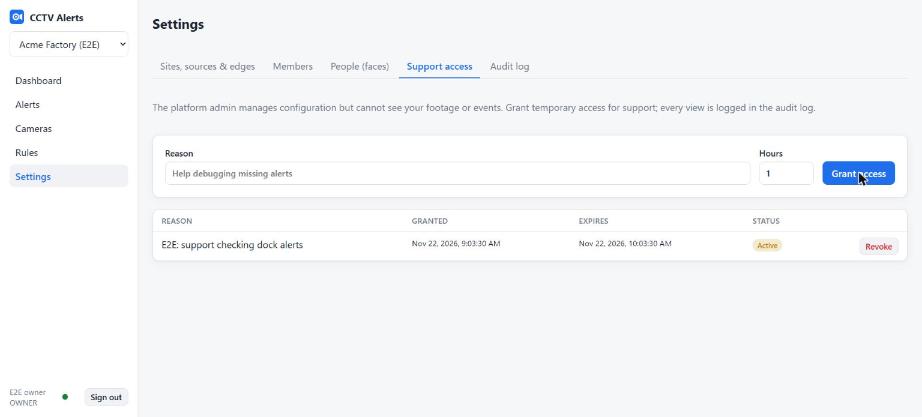 CCTV Alerts
Acme Factory (E2E)
Dashboard
Alerts
Cameras
Rules
Settings
E2E owner
OWNER
Sign out
Settings
Sites, sources & edges
Members
People (faces)
Support access
Audit log
The platform admin manages configuration but cannot see your footage or events. Grant temporary access for support; every view is logged in the audit log.
Reason
Hours
Help debugging missing alerts
1
Grant access
REASON GRANTED EXPIRES STATUS
E2E: support checking dock alerts Nov 22, 2026, 9:03:30 AM Nov 22, 2026, 10:03:30 AM Active Revoke